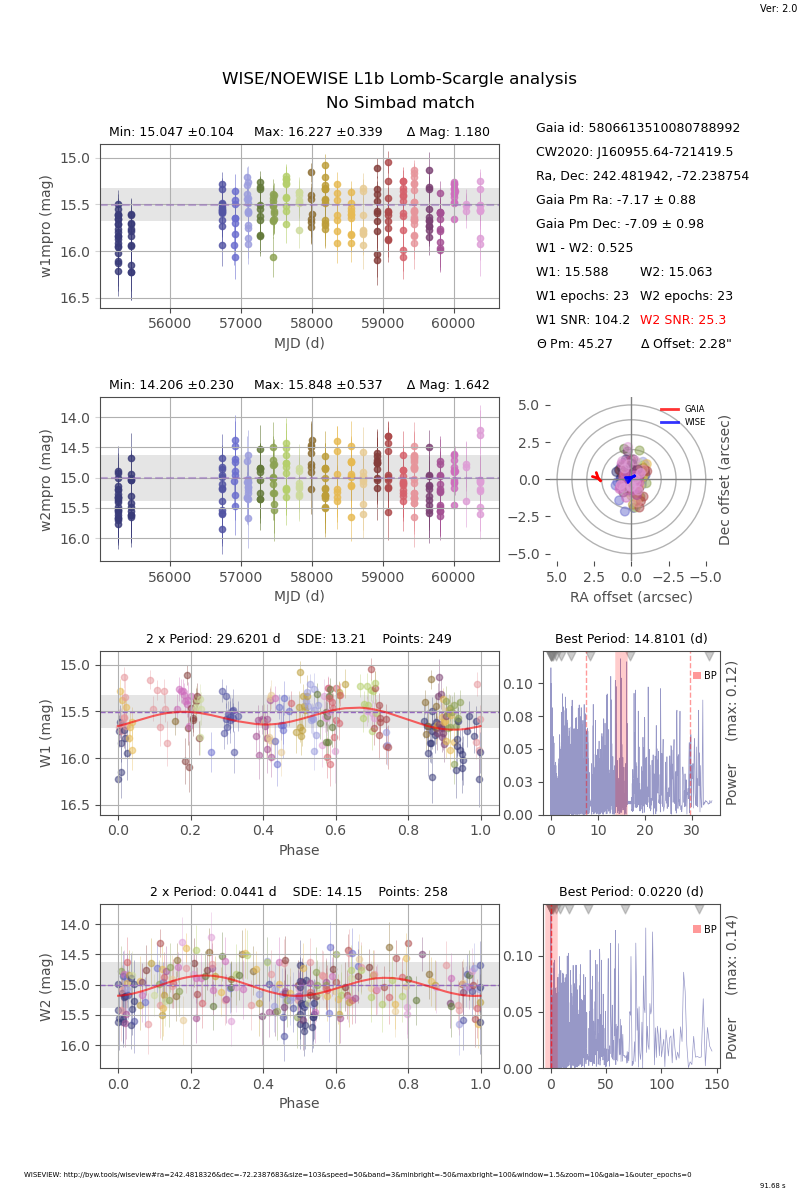 Ver: 2.0
WISE/NOEWISE L1b Lomb-Scargle analysis
No Simbad match
Min: 15.047 ±0.104 Max: 16.227 ±0.339 Δ Mag: 1.180
15.0
15.5
16.0
16.5
w1mpro (mag)
56000 57000 58000 59000 60000
MJD (d)
Gaia id: 5806613510080788992
CW2020: J160955.64-721419.5
Ra, Dec: 242.481942, -72.238754
Gaia Pm Ra: -7.17 ± 0.88
Gaia Pm Dec: -7.09 ± 0.98
W1 - W2: 0.525
W1: 15.588 W2: 15.063
W1 epochs: 23 W2 epochs: 23
W1 SNR: 104.2 W2 SNR: 25.3
Θ Pm: 45.27 Δ Offset: 2.28"
Min: 14.206 ±0.230 Max: 15.848 ±0.537 Δ Mag: 1.642
14.0
14.5
15.0
15.5
16.0
w2mpro (mag)
56000 57000 58000 59000 60000
MJD (d)
5.0
2.5
0.0
−2.5
−5.0
GAIA
WISE
Dec offset (arcsec)
5.0 2.5 0.0 −2.5 −5.0
RA offset (arcsec)
2 x Period: 29.6201 d SDE: 13.21 Points: 249
15.0
15.5
16.0
16.5
W1 (mag)
0.0 0.2 0.4 0.6 0.8 1.0
Phase
Best Period: 14.8101 (d)
0.10
0.08
0.05
0.03
0.00
BP
Power (max: 0.12)
0 10 20 30
2 x Period: 0.0441 d SDE: 14.15 Points: 258
14.0
14.5
15.0
15.5
16.0
W2 (mag)
0.0 0.2 0.4 0.6 0.8 1.0
Phase
Best Period: 0.0220 (d)
0.10
0.05
0.00
BP
Power (max: 0.14)
0 50 100 150
WISEVIEW: http://byw.tools/wiseview#ra=242.4818326&dec=-72.2387683&size=103&speed=50&band=3&minbright=-50&maxbright=100&window=1.5&zoom=10&gaia=1&outer_epochs=0
91.68 s